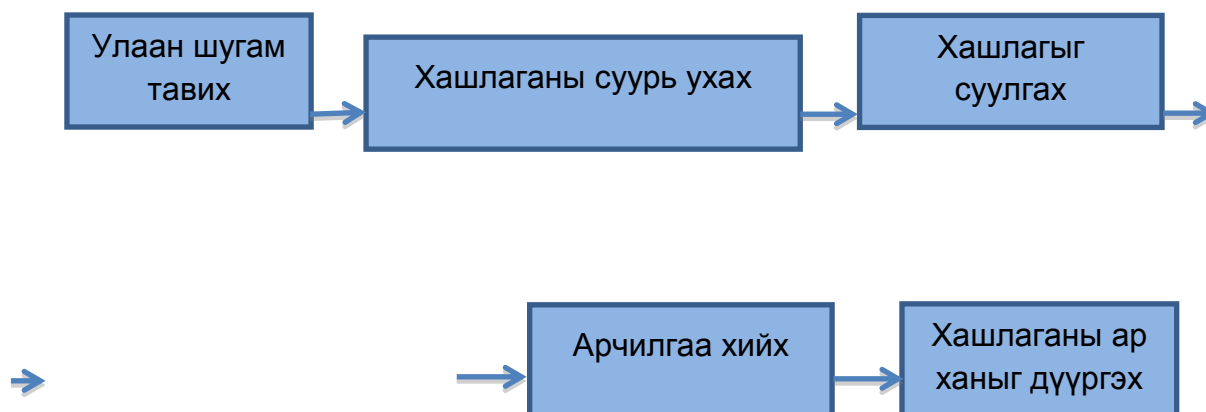 Улаан шугам
тавих
Хашлаганы суурь ухах
Хашлагыг
суулгах
Арчилгаа хийх
Хашлаганы ар
ханыг дүүргэх